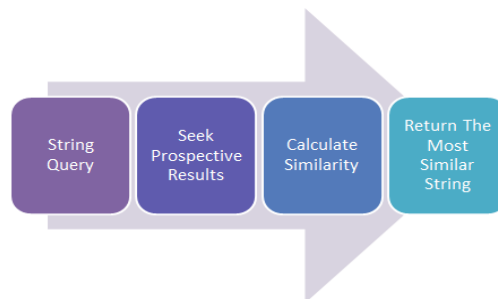 String
Query
Seek
Prospective
Results
Calculate
Similarity
Return The
Most
Similar
String